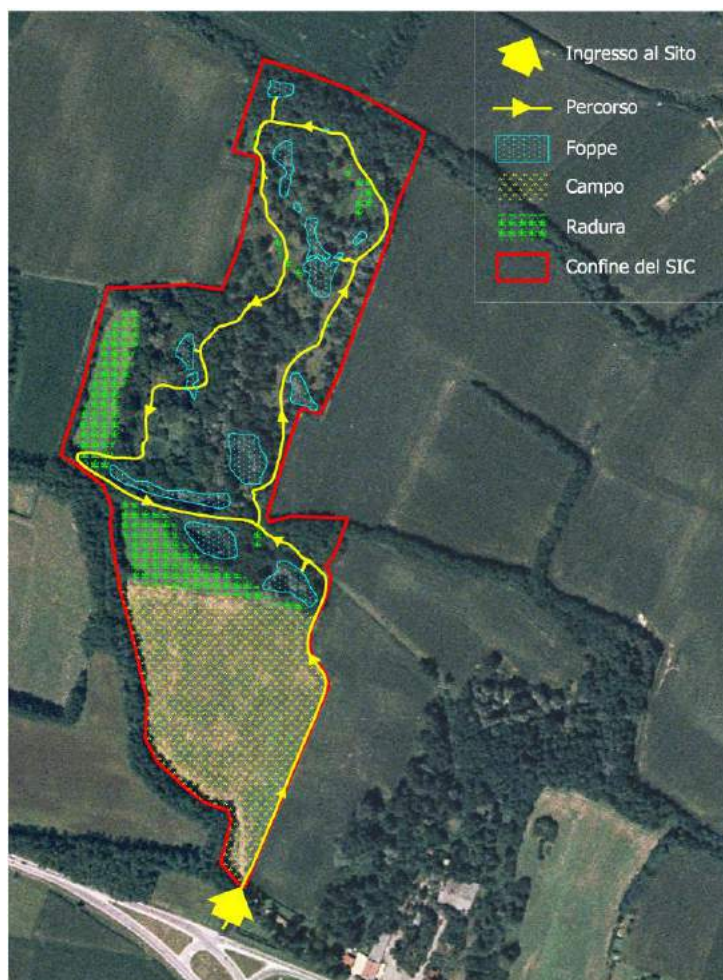 Ingresso al Sito
Percorso
Foppe
Campo
Radura
Confine del SIC